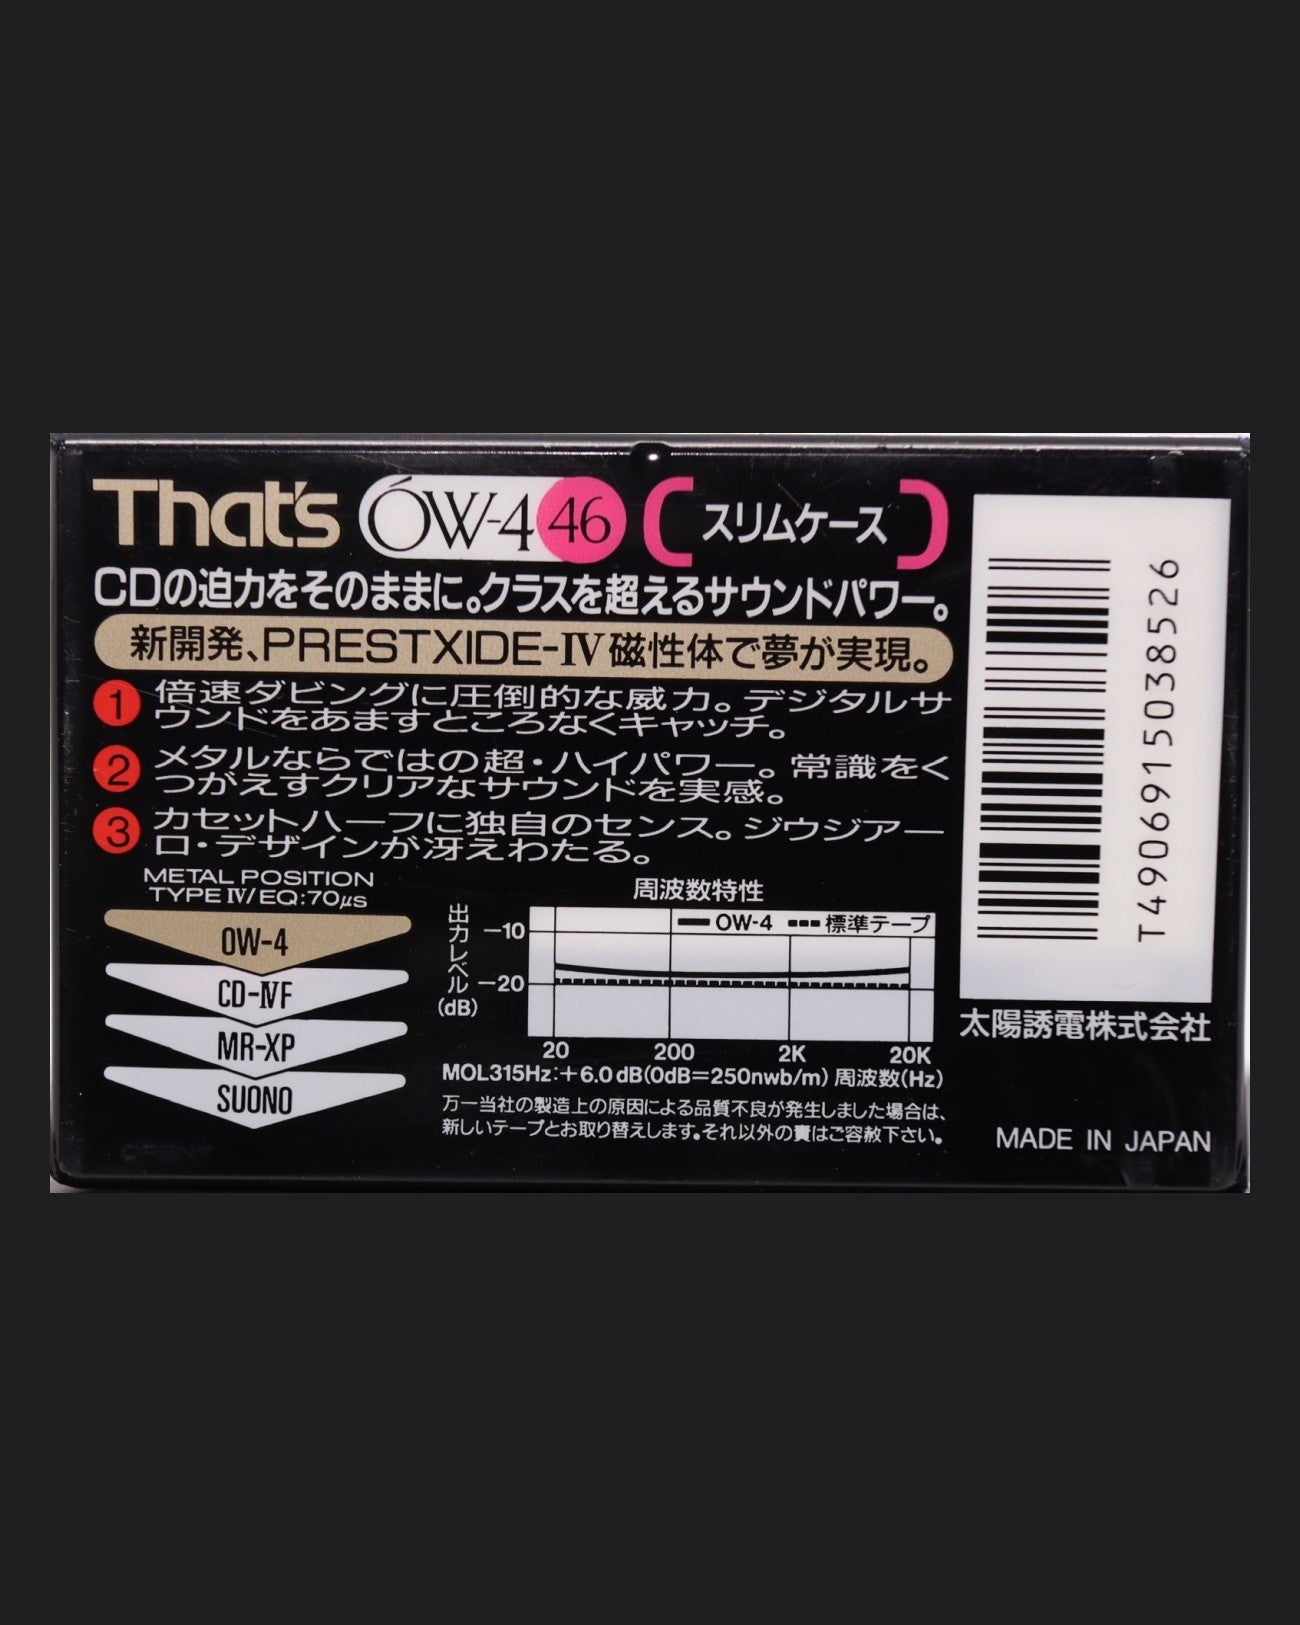 That's ÓW-4 46 スリムケース
CDの迫力をそのままに。クラスを超えるサウンドパワー。
新開発、PRESTXIDE-IV磁性体で夢が実現。
1 倍速ダビングに圧倒的な威力。デジタルサ
ウンドをあますところなくキャッチ。
2 メタルならではの超・ハイパワー。常識をく
つがえすクリアなサウンドを実感。
3 カセットハーフに独自のセンス。ジウジアー
ロ・デザインが冴えわたる。
METAL POSITION
TYPE IV/EQ:70μs
OW-4
CD-IVF
MR-XP
SUONO
周波数特性
出力レベル
(dB)
OW-4 標準テープ
-10
-20
20 200 2K 20K
MOL315Hz:+6.0dB(0dB=250nwb/m) 周波数(Hz)
万一当社の製造上の原因による品質不良が発生しました場合は、
新しいテープとお取り替えします。それ以外の責はご容赦下さい。
T4906915038526
太陽誘電株式会社
MADE IN JAPAN